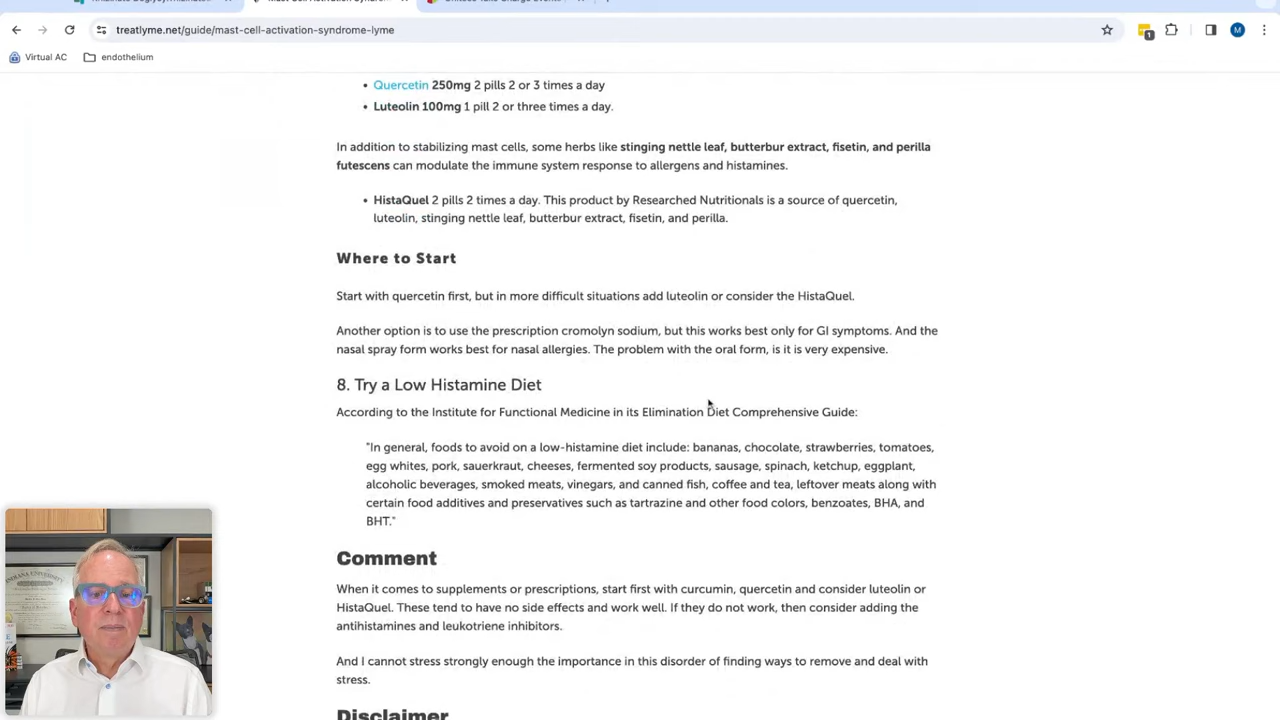 treatlyme.net/guide/mast-cell-activation-syndrome-lyme
1
M
Virtual AC
endothelium
• Quercetin 250mg 2 pills 2 or 3 times a day
• Luteolin 100mg 1 pill 2 or three times a day.
In addition to stabilizing mast cells, some herbs like stinging nettle leaf, butterbur extract, fisetin, and perilla
futescens can modulate the immune system response to allergens and histamines.
• HistaQuel 2 pills 2 times a day. This product by Researched Nutritionals is a source of quercetin,
luteolin, stinging nettle leaf, butterbur extract, fisetin, and perilla.
Where to Start
Start with quercetin first, but in more difficult situations add luteolin or consider the HistaQuel.
Another option is to use the prescription cromolyn sodium, but this works best only for GI symptoms. And the
nasal spray form works best for nasal allergies. The problem with the oral form, is it is very expensive.
8. Try a Low Histamine Diet
According to the Institute for Functional Medicine in its Elimination Diet Comprehensive Guide:
"In general, foods to avoid on a low-histamine diet include: bananas, chocolate, strawberries, tomatoes,
egg whites, pork, sauerkraut, cheeses, fermented soy products, sausage, spinach, ketchup, eggplant,
alcoholic beverages, smoked meats, vinegars, and canned fish, coffee and tea, leftover meats along with
certain food additives and preservatives such as tartrazine and other food colors, benzoates, BHA, and
BHT."
Comment
When it comes to supplements or prescriptions, start first with curcumin, quercetin and consider luteolin or
HistaQuel. These tend to have no side effects and work well. If they do not work, then consider adding the
antihistamines and leukotriene inhibitors.
And I cannot stress strongly enough the importance in this disorder of finding ways to remove and deal with
stress.
Disclaimer
INDIANA UNIVERSITY